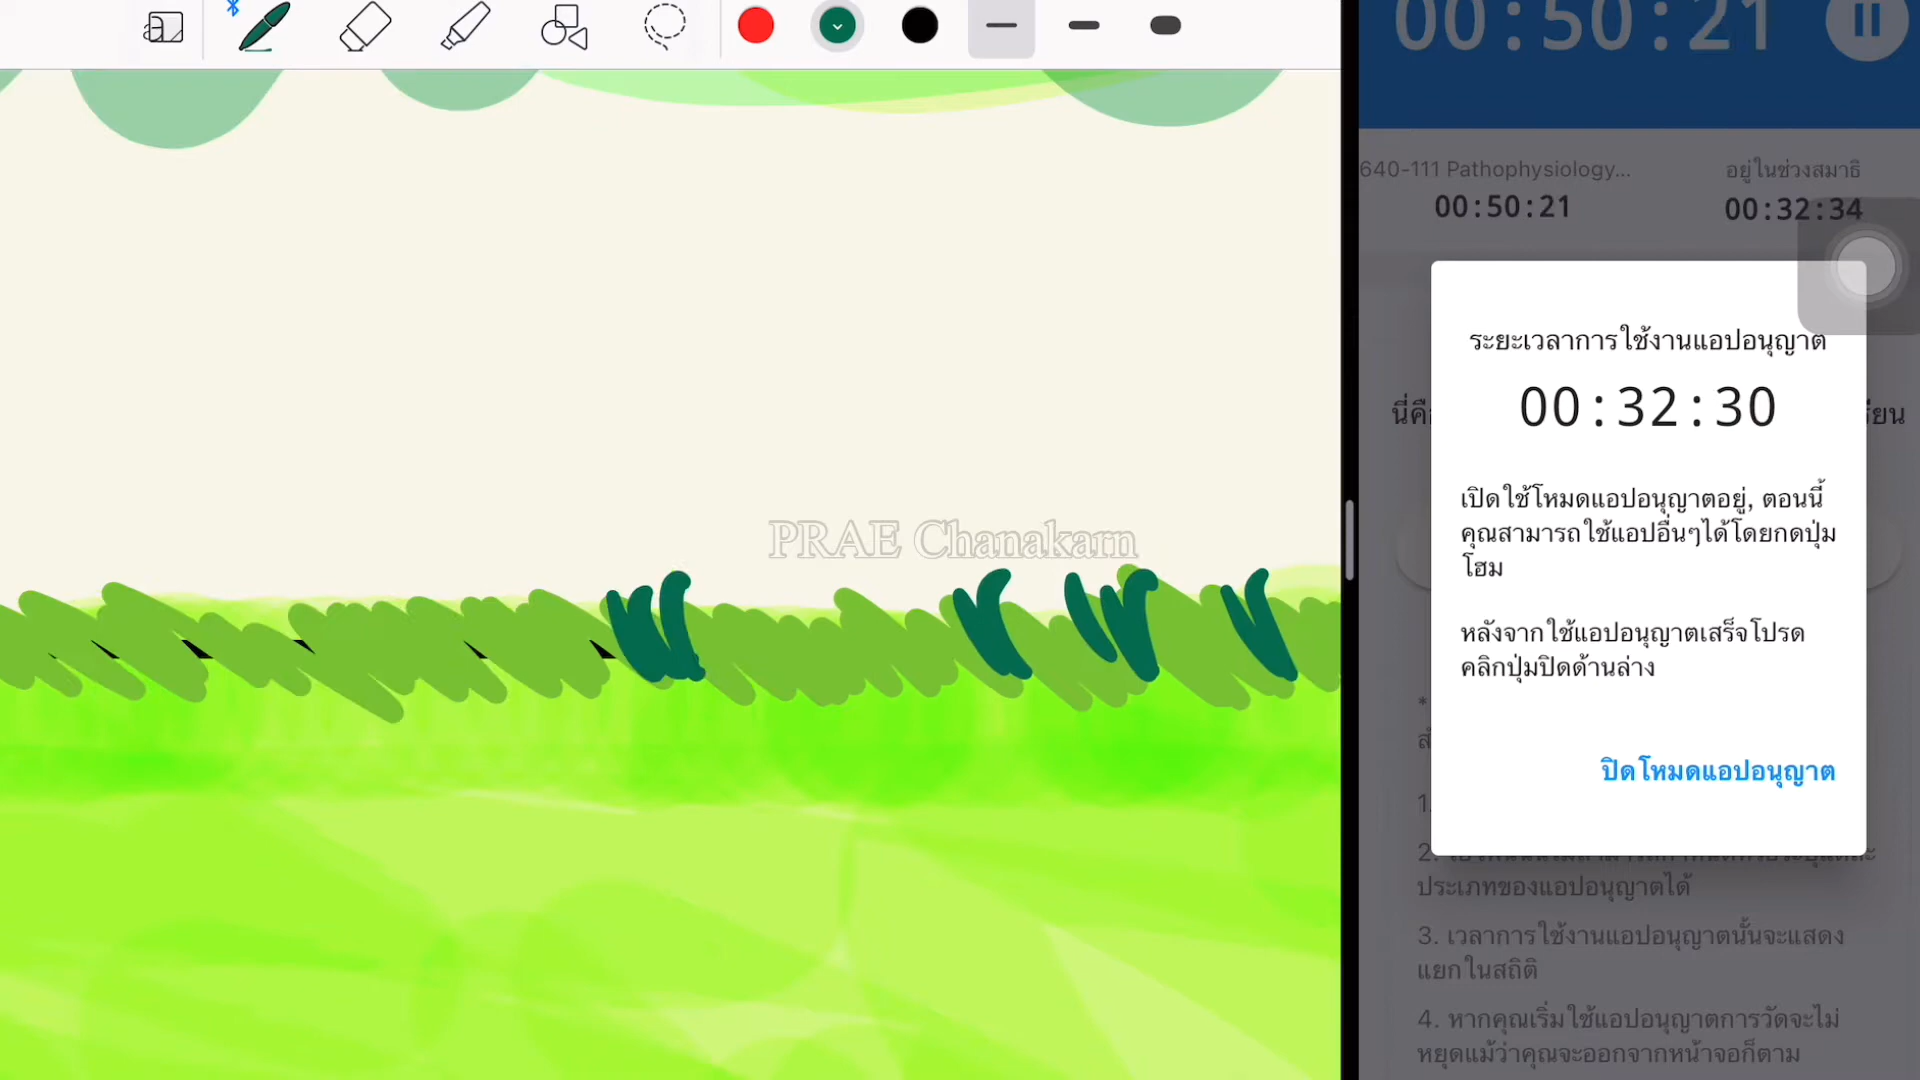 00:50:21
640-111 Pathophysiology...
อยู่ในช่วงสมาธิ
00:50:21
00:32:34
ระยะเวลาการใช้งานแอปอนุญาต
00:32:30
นี่คื
เรียน
เปิดใช้โหมดแอปอนุญาตอยู่, ตอนนี้
คุณสามารถใช้แอปอื่นๆได้โดยกดปุ่ม
โฮม
PRAE Chanakarn
หลังจากใช้แอปอนุญาตเสร็จโปรด
คลิกปุ่มปิดด้านล่าง
*
ปิดโหมดแอปอนุญาต
1.
2.
ประเภทของแอปอนุญาตได้
3. เวลาการใช้งานแอปอนุญาตนั้นจะแสดง
แยกในสถิติ
4. หากคุณเริ่มใช้แอปอนุญาตการวัดจะไม่
หยุดแม้ว่าคุณจะออกจากหน้าจอก็ตาม